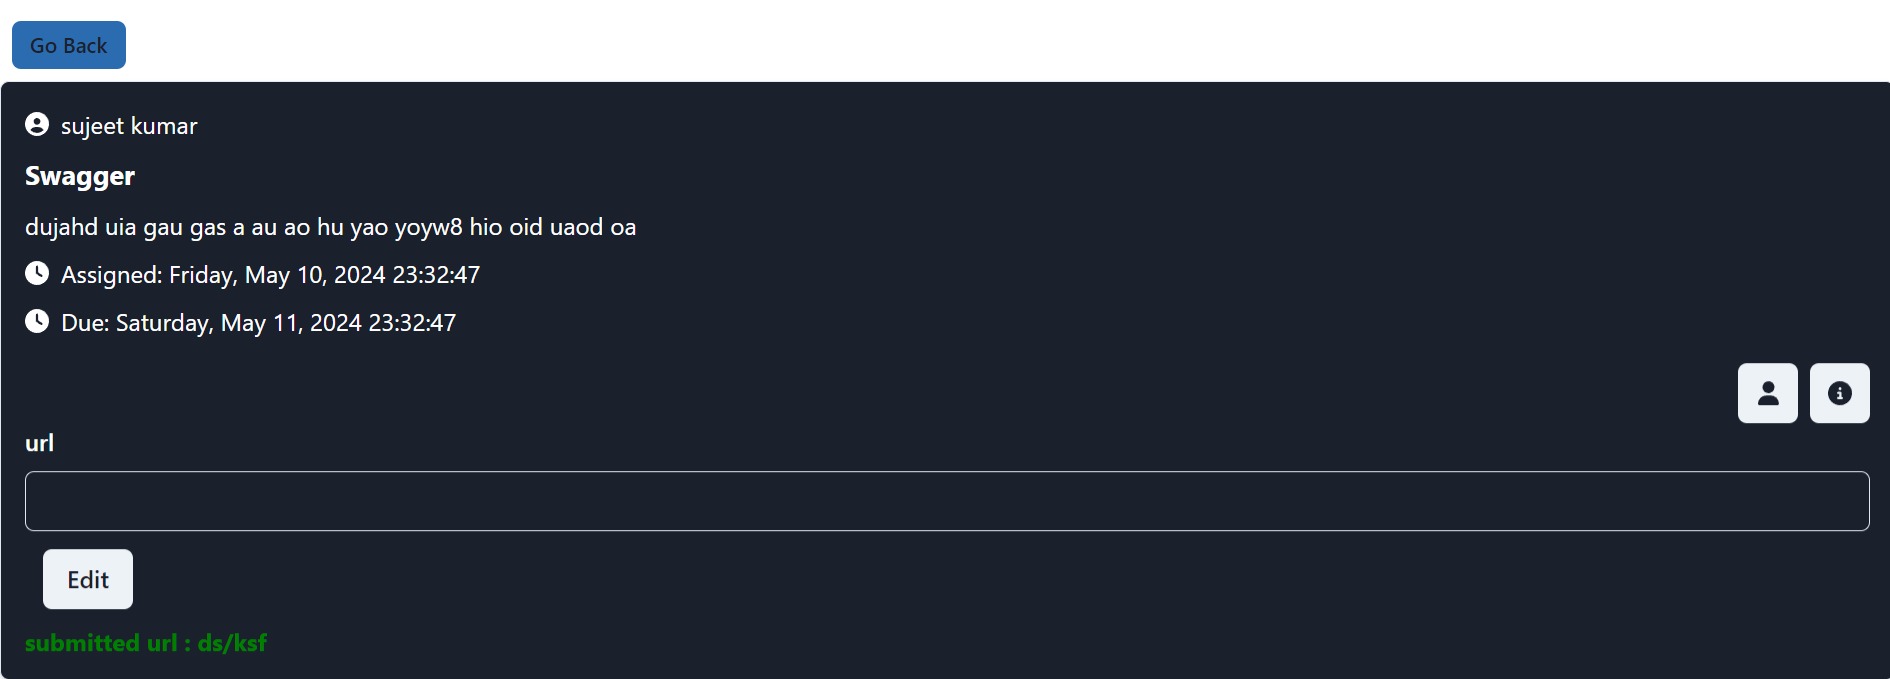 Go Back
sujeet kumar
Swagger
dujahd uia gau gas a au ao hu yao yoyw8 hio oid uaod oa
Assigned: Friday, May 10, 2024 23:32:47
Due: Saturday, May 11, 2024 23:32:47
url
Edit
submitted url : ds/ksf